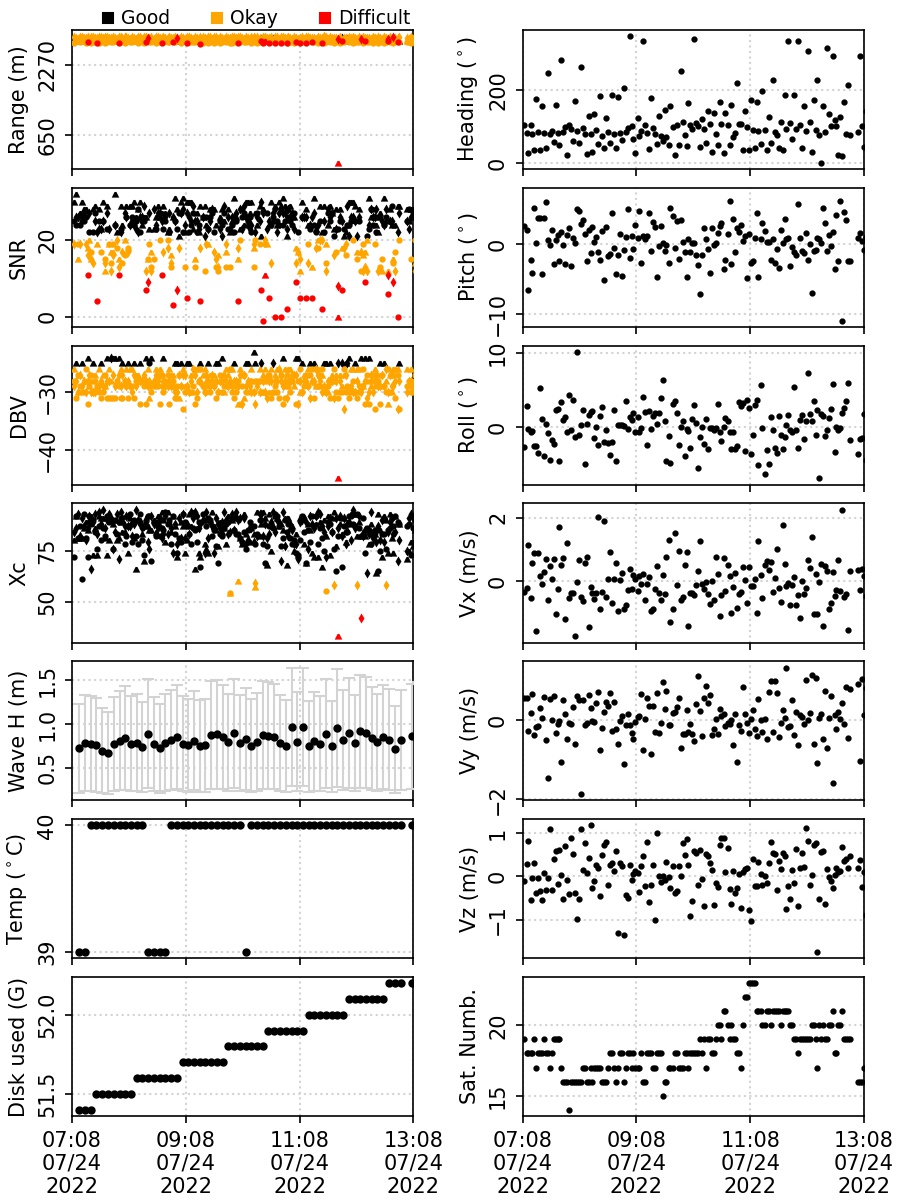 Good Okay Difficult
Range (m)
2270
650
Heading (°)
200
0
SNR
20
0
Pitch (°)
0
−10
DBV
−30
−40
Roll (°)
10
0
Xc
75
50
Vx (m/s)
2
0
Wave H (m)
1.5
1.0
0.5
Vy (m/s)
0
−2
Temp (°C)
40
39
Vz (m/s)
1
0
−1
Disk used (G)
52.0
51.5
Sat. Numb.
20
15
07:08 09:08 11:08 13:08
07/24 07/24 07/24 07/24
2022 2022 2022 2022
07:08 09:08 11:08 13:08
07/24 07/24 07/24 07/24
2022 2022 2022 2022